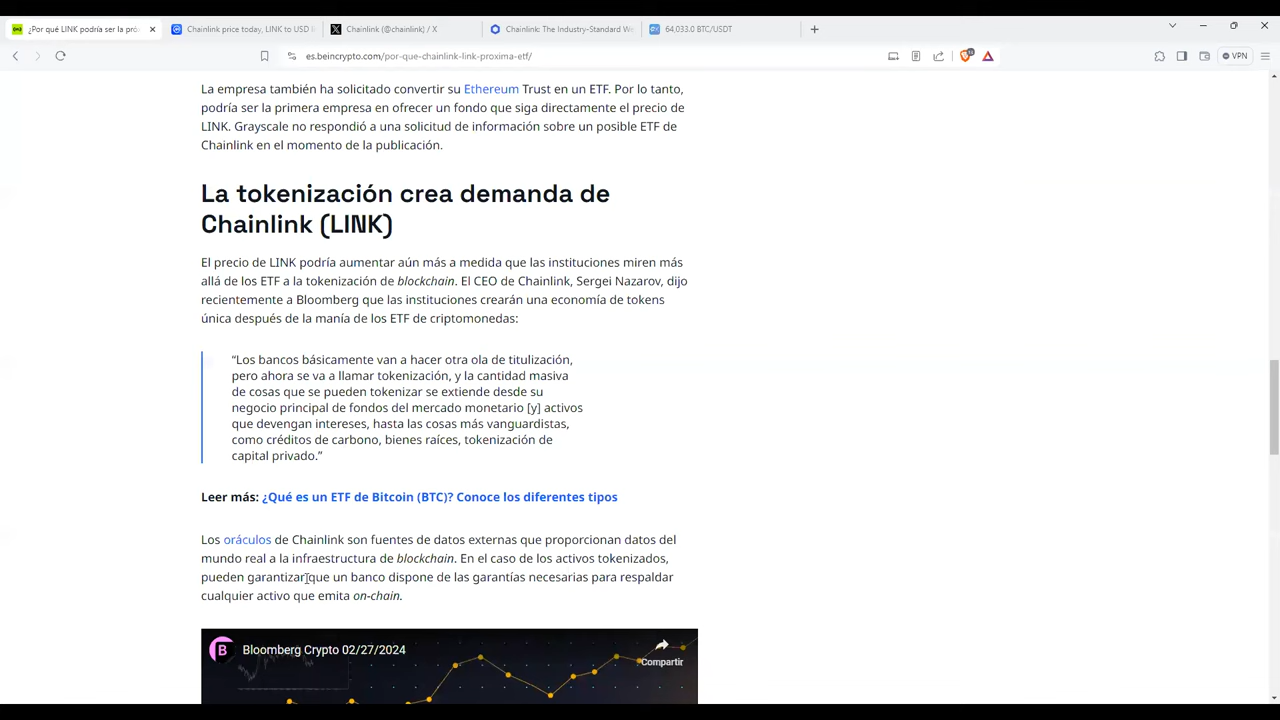 ¿Por qué LINK podría ser la pró
Chainlink price today, LINK to USD l
Chainlink (@chainlink) / X
Chainlink: The Industry-Standard We
64,033.0 BTC/USDT
es.beincrypto.com/por-que-chainlink-link-proxima-etf/
VPN
La empresa también ha solicitado convertir su Ethereum Trust en un ETF. Por lo tanto,
podría ser la primera empresa en ofrecer un fondo que siga directamente el precio de
LINK. Grayscale no respondió a una solicitud de información sobre un posible ETF de
Chainlink en el momento de la publicación.
La tokenización crea demanda de
Chainlink (LINK)
El precio de LINK podría aumentar aún más a medida que las instituciones miren más
allá de los ETF a la tokenización de blockchain. El CEO de Chainlink, Sergei Nazarov, dijo
recientemente a Bloomberg que las instituciones crearán una economía de tokens
única después de la manía de los ETF de criptomonedas:
“Los bancos básicamente van a hacer otra ola de titulización,
pero ahora se va a llamar tokenización, y la cantidad masiva
de cosas que se pueden tokenizar se extiende desde su
negocio principal de fondos del mercado monetario [y] activos
que devengan intereses, hasta las cosas más vanguardistas,
como créditos de carbono, bienes raíces, tokenización de
capital privado.”
Leer más: ¿Qué es un ETF de Bitcoin (BTC)? Conoce los diferentes tipos
Los oráculos de Chainlink son fuentes de datos externas que proporcionan datos del
mundo real a la infraestructura de blockchain. En el caso de los activos tokenizados,
pueden garantizar que un banco dispone de las garantías necesarias para respaldar
cualquier activo que emita on-chain.
B
Bloomberg Crypto 02/27/2024
Compartir